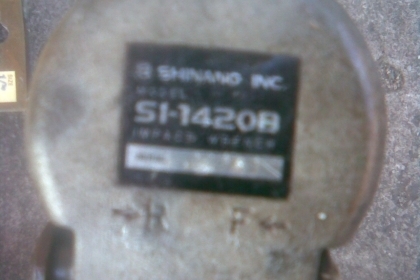 SHINANO INC.
MODEL
SI-1420B
IMPACT WRENCH
R F